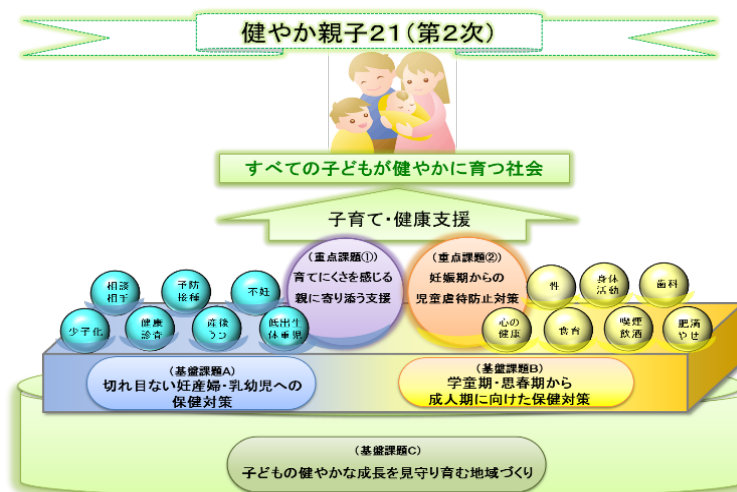 健やか親子21(第2次)
すべての子どもが健やかに育つ社会
子育て・健康支援
(重点課題①)
育てにくさを感じる
親に寄り添う支援
(重点課題②)
妊娠期からの
児童虐待防止対策
相談
相手
予防
接種
不妊
少子化
健康
診査
産後
うつ
低出生
体重児
性
身体
活動
歯科
心の
健康
食育
喫煙
飲酒
肥満
やせ
(基盤課題A)
切れ目ない妊産婦・乳幼児への
保健対策
(基盤課題B)
学童期・思春期から
成人期に向けた保健対策
(基盤課題C)
子どもの健やかな成長を見守り育む地域づくり